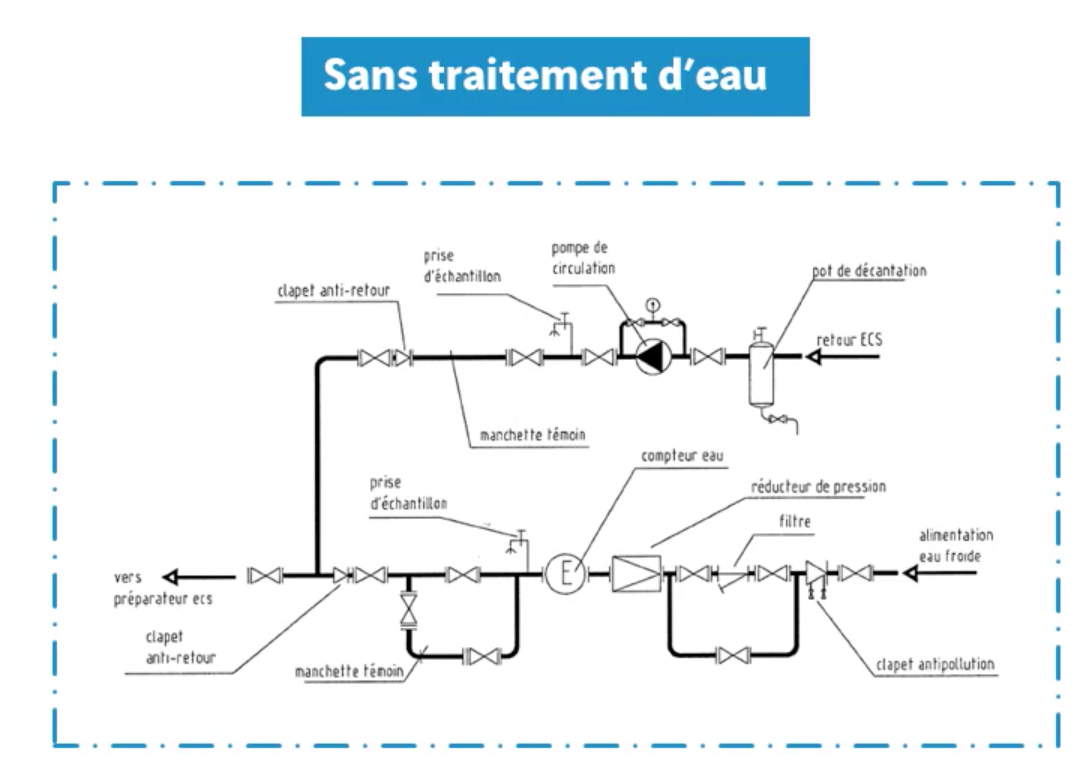 Sans traitement d’eau
prise
d'échantillon
pompe de
circulation
pot de décantation
clapet anti-retour
retour ECS
manchette témoin
compteur eau
prise
d'échantillon
réducteur de pression
filtre
alimentation
eau froide
E
vers
préparateur ecs
clapet
anti-retour
manchette témoin
clapet antipollution